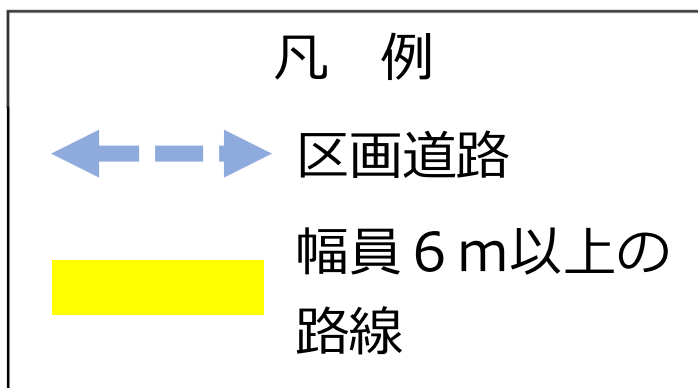 凡　例
区画道路
幅員６ｍ以上の
路線